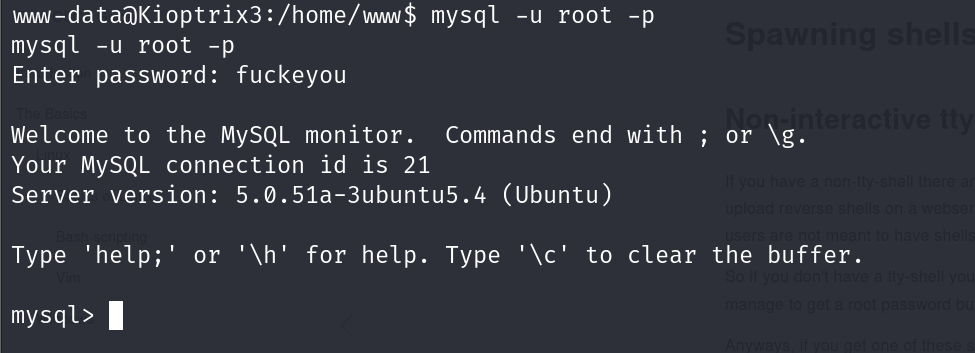 www-data@Kioptrix3:/home/www$ mysql -u root -p
mysql -u root -p
Enter password: fuckeyou
Welcome to the MySQL monitor.  Commands end with ; or \g.
Your MySQL connection id is 21
Server version: 5.0.51a-3ubuntu5.4 (Ubuntu)
Type 'help;' or '\h' for help. Type '\c' to clear the buffer.
mysql>
Spawning shells
The Basics
Non-interactive tty
If you have a non-tty-shell there
upload reverse shells on a webser
users are not meant to have shells
Bash-scripting
Vim
So if you don't have a tty-shell you
manage to get a root password bu
Anyways, if you get one of these